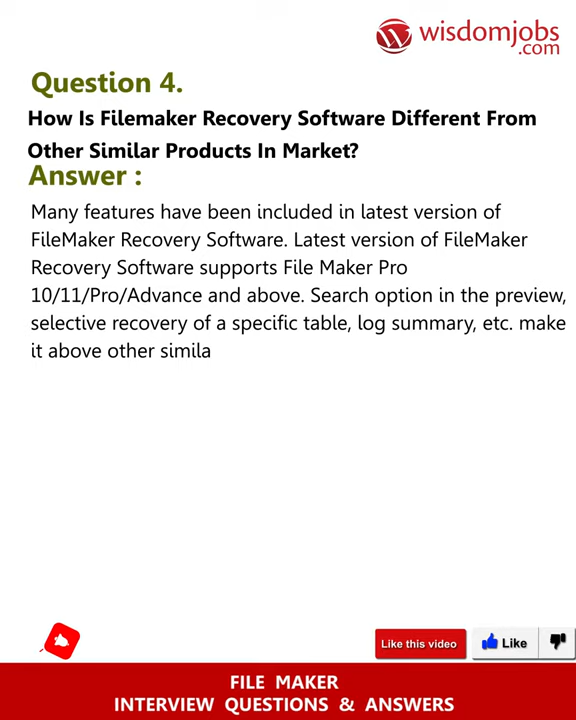 wisdomjobs
.com
Question 4.
How Is Filemaker Recovery Software Different From
Other Similar Products In Market?
Answer :
Many features have been included in latest version of
FileMaker Recovery Software. Latest version of FileMaker
Recovery Software supports File Maker Pro
10/11/Pro/Advance and above. Search option in the preview,
selective recovery of a specific table, log summary, etc. make
it above other simila
Like this video
Like
FILE MAKER
INTERVIEW QUESTIONS & ANSWERS